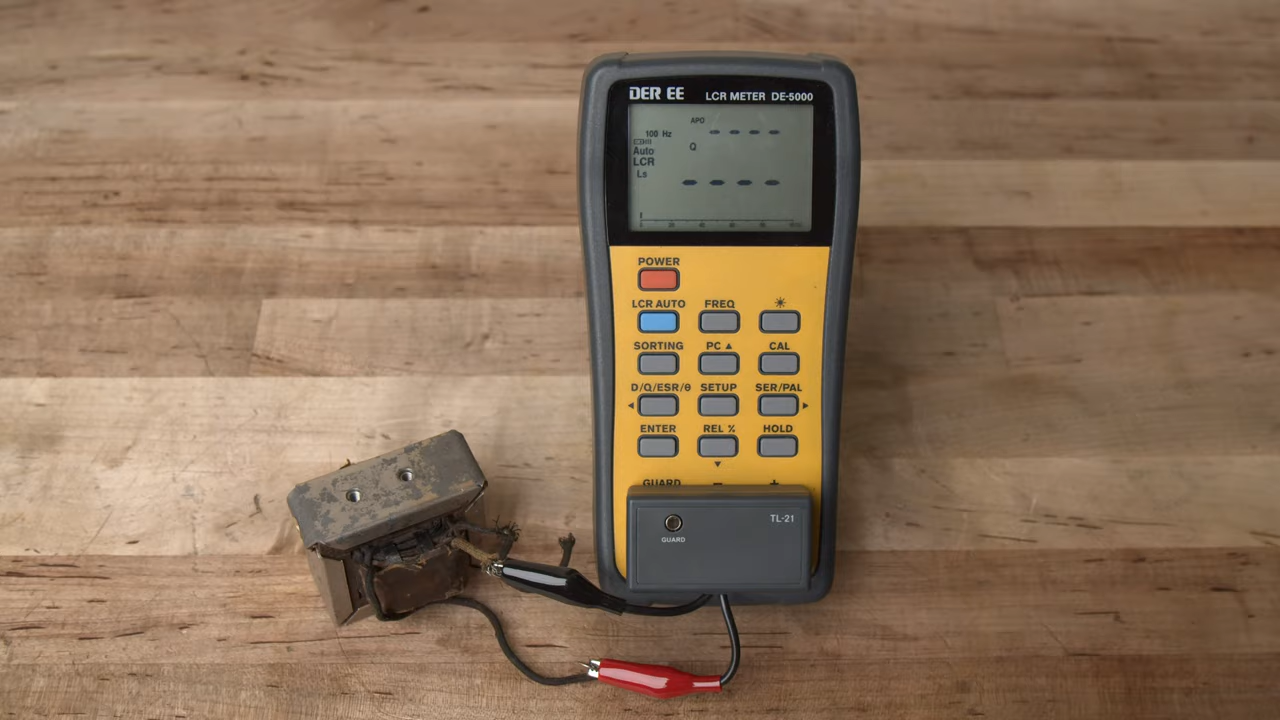 DER EE LCR METER DE-5000
APO
- - - -
100 Hz
Q
Auto
LCR
Ls
- - - -
POWER
LCR AUTO FREQ ☀
SORTING PC ▲ CAL
D/Q/ESR/θ SETUP SER/PAL
◀ ▶
ENTER REL % HOLD
▼
GUARD - +
TL-21
GUARD